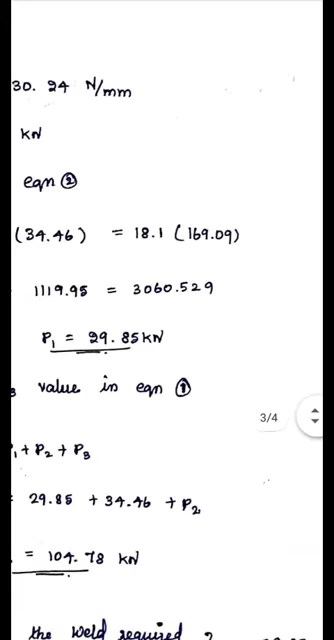 30. 24 N/mm
kN
eqn ②
(34.46) = 18.1 (169.09)
1119.95 = 3060.529
P₁ = 29.85 kN
value in eqn ①
3/4
+ P₂ + P₃
29.85 + 34.46 + P₂
= 104.78 kN
the weld required